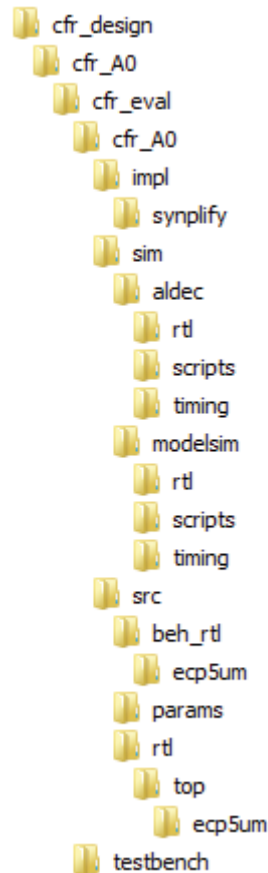 cfr_design
cfr_A0
cfr_eval
cfr_A0
impl
synplify
sim
aldec
rtl
scripts
timing
modelsim
rtl
scripts
timing
src
beh_rtl
ecp5um
params
rtl
top
ecp5um
testbench